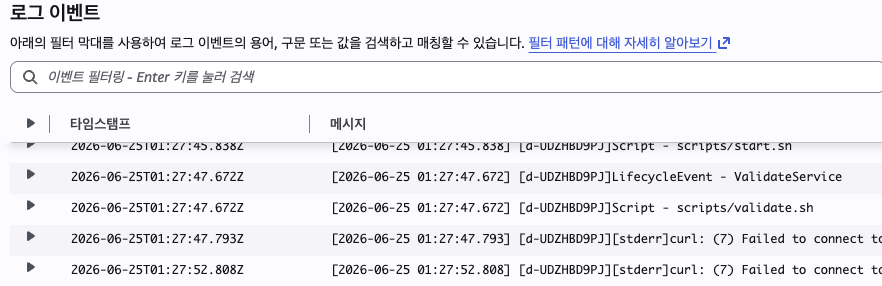 로그 이벤트
아래의 필터 막대를 사용하여 로그 이벤트의 용어, 구문 또는 값을 검색하고 매칭할 수 있습니다. 필터 패턴에 대해 자세히 알아보기
이벤트 필터링 - Enter 키를 눌러 검색
타임스탬프 메시지
2026-06-25T01:27:45.838Z [2026-06-25 01:27:45.838] [d-UDZHBD9PJ]Script - scripts/start.sh
2026-06-25T01:27:47.672Z [2026-06-25 01:27:47.672] [d-UDZHBD9PJ]LifecycleEvent - ValidateService
2026-06-25T01:27:47.672Z [2026-06-25 01:27:47.672] [d-UDZHBD9PJ]Script - scripts/validate.sh
2026-06-25T01:27:47.793Z [2026-06-25 01:27:47.793] [d-UDZHBD9PJ][stderr]curl: (7) Failed to connect to
2026-06-25T01:27:52.808Z [2026-06-25 01:27:52.808] [d-UDZHBD9PJ][stderr]curl: (7) Failed to connect to